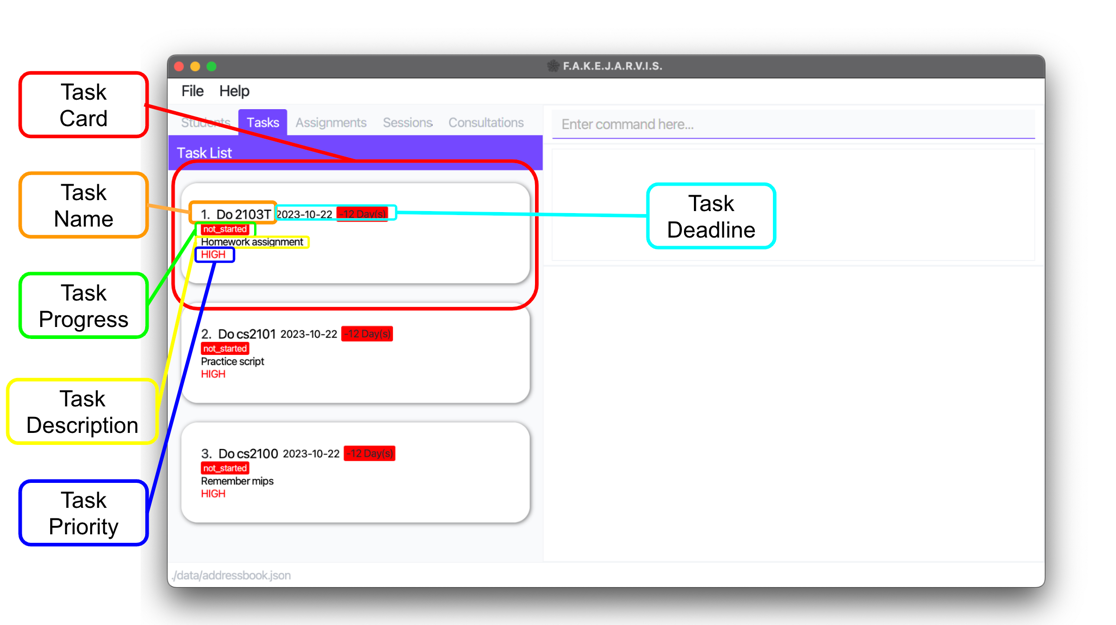 F.A.K.E.J.A.R.V.I.S.
File Help
Students Tasks Assignments Sessions Consultations
Enter command here...
Task List
1. Do 2103T 2023-10-22 -12 Day(s)
not_started
Homework assignment
HIGH
2. Do cs2101 2023-10-22 -12 Day(s)
not_started
Practice script
HIGH
3. Do cs2100 2023-10-22 -12 Day(s)
not_started
Remember mips
HIGH
./data/addressbook.json
Task
Card
Task
Name
Task
Progress
Task
Description
Task
Priority
Task
Deadline